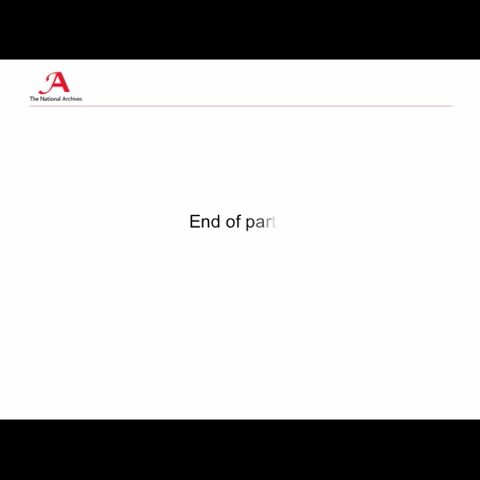 The National Archives
End of part